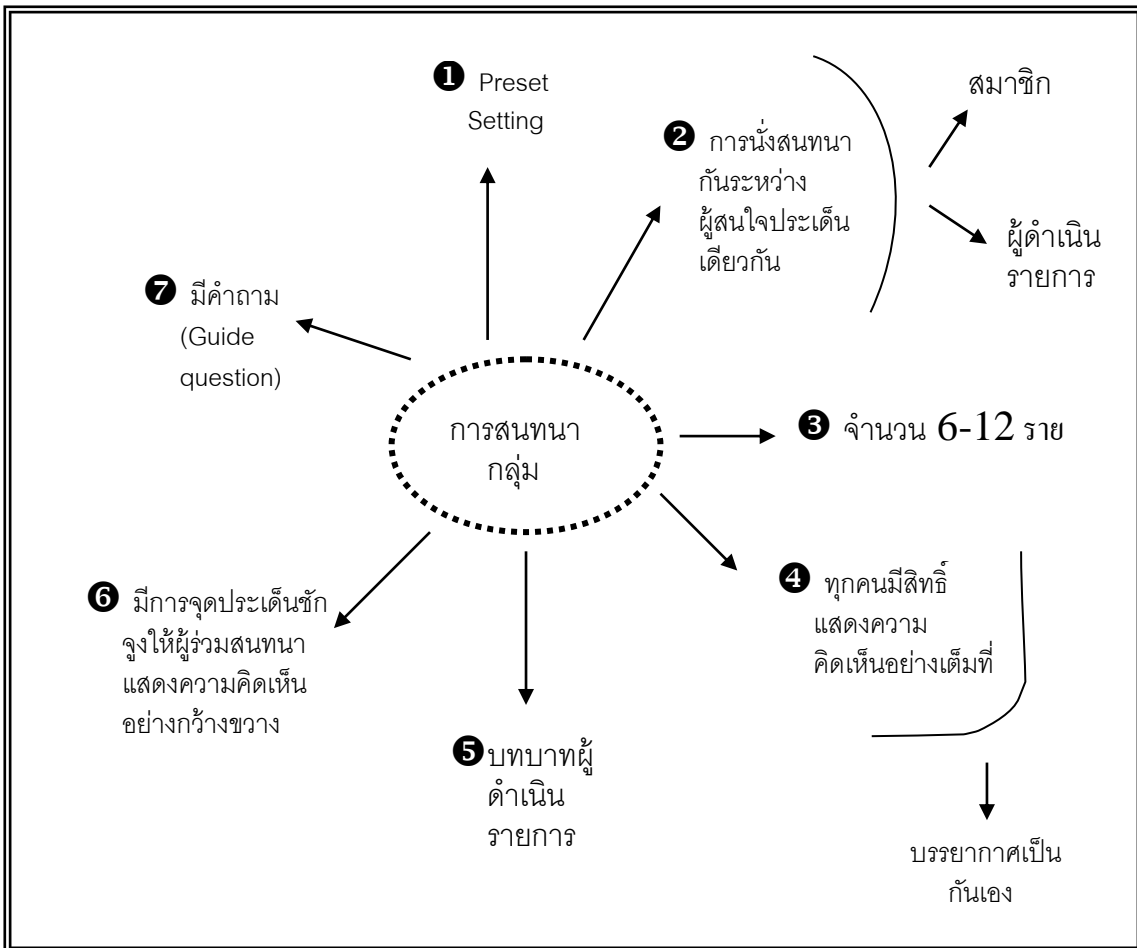 ❶ Preset
Setting
❷ การนั่งสนทนา
กันระหว่าง
ผู้สนใจประเด็น
เดียวกัน
สมาชิก
ผู้ดำเนิน
รายการ
❼ มีคำถาม
(Guide
question)
การสนทนา
กลุ่ม
❸ จำนวน 6-12 ราย
❹ ทุกคนมีสิทธิ์
แสดงความ
คิดเห็นอย่างเต็มที่
❻ มีการจุดประเด็นชัก
จูงให้ผู้ร่วมสนทนา
แสดงความคิดเห็น
อย่างกว้างขวาง
❺บทบาทผู้
ดำเนิน
รายการ
บรรยากาศเป็น
กันเอง